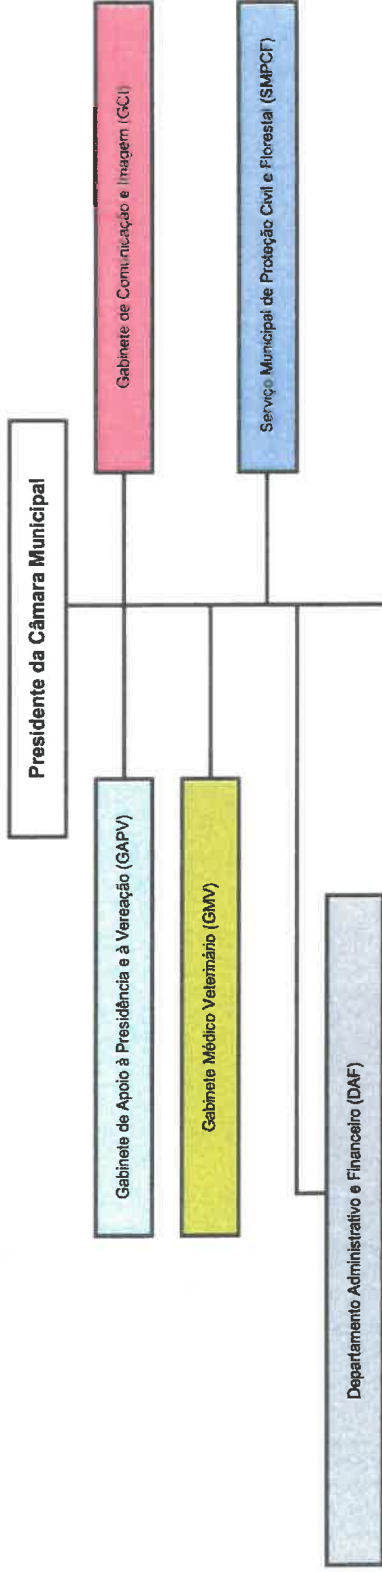 Presidente da Câmara Municipal
Gabinete de Apoio à Presidência e à Vereação (GAPV)
Gabinete de Comunicação e Imagem (GCI)
Gabinete Médico Veterinário (GMV)
Serviço Municipal de Proteção Civil e Florestal (SMPCF)
Departamento Administrativo e Financeiro (DAF)